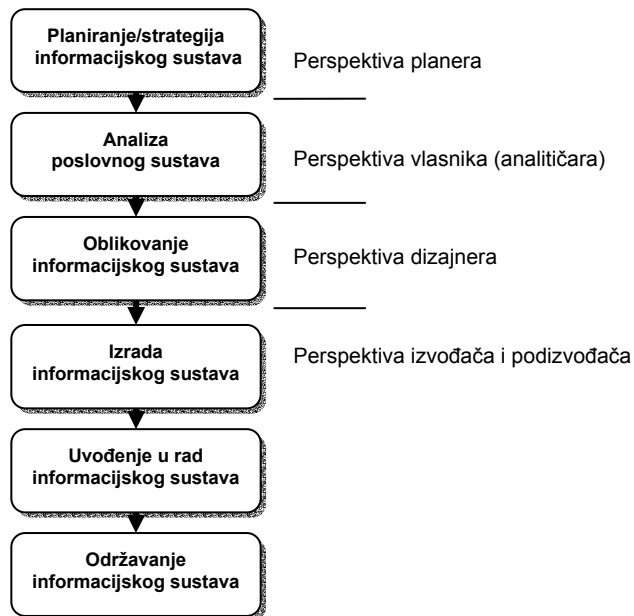 Planiranje/strategija
informacijskog sustava
Perspektiva planera
Analiza
poslovnog sustava
Perspektiva vlasnika (analitičara)
Oblikovanje
informacijskog sustava
Perspektiva dizajnera
Izrada
informacijskog sustava
Perspektiva izvođača i podizvođača
Uvođenje u rad
informacijskog sustava
Održavanje
informacijskog sustava